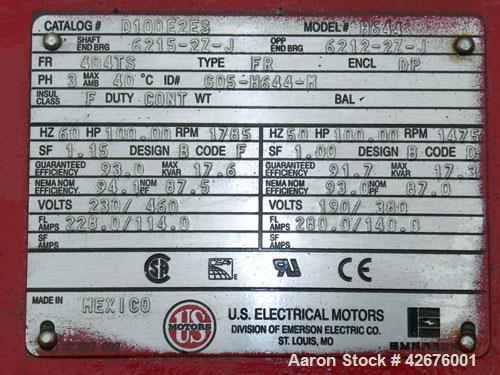 CATALOG # D100E2ES MODEL# H644
SHAFT END BRG 6215-2Z-J OPP END BRG 6212-2Z-J
FR 404TS TYPE FR ENCL DP
PH 3 MAX AMB 40 °C ID# G05-H644-M
INSUL CLASS F DUTY CONT WT BAL
HZ 60 HP 100.00 RPM 1785 HZ 50 HP 100.00 RPM 1475
SF 1.15 DESIGN B CODE F SF 1.00 DESIGN B CODE D
GUARANTEED EFFICIENCY 93.0 MAX KVAR 17.6 GUARANTEED EFFICIENCY 91.7 MAX KVAR 17.3
NEMA NOM EFFICIENCY 94.1 NOM PF 87.5 NEMA NOM EFFICIENCY 93.0 NOM PF 87.0
VOLTS 230/ 460 VOLTS 190/ 380
FL AMPS 228.0/114.0 FL AMPS 280.0/140.0
SF AMPS SF AMPS
CE
MADE IN MEXICO
US MOTORS
U.S. ELECTRICAL MOTORS
DIVISION OF EMERSON ELECTRIC CO.
ST. LOUIS, MO
Aaron Stock # 42676001